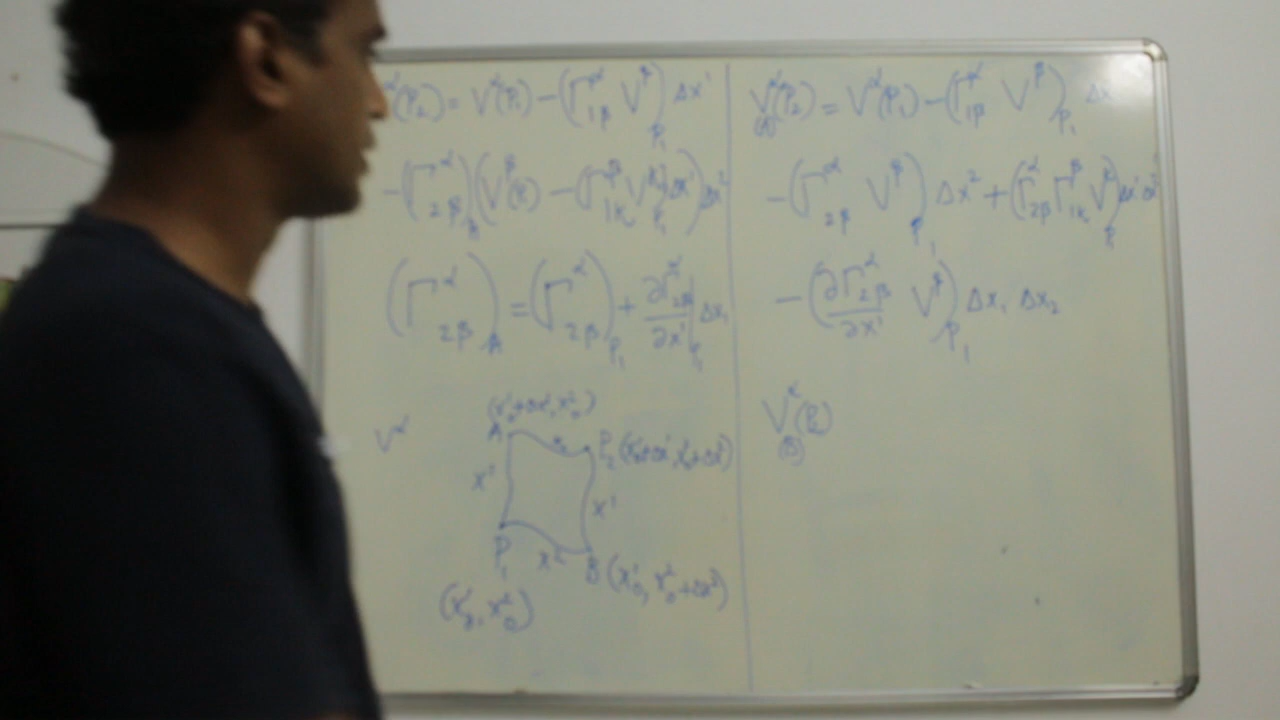 (P₂) = V^α(P₁) − (Γ^α_{1β} V^β)_{P₁} Δx¹
−(Γ^α_{2β})_A (V^β(P₁) − (Γ^β_{1κ} V^κ)_{P₁} Δx¹) Δx²
(Γ^α_{2β})_A = (Γ^α_{2β})_{P₁} + ∂Γ^α_{2β}/∂x¹|_{P₁} Δx₁
V^α
(x¹₀+Δx¹, x²₀)
A
P₂ (x¹₀+Δx¹, x²₀+Δx²)
x¹
x¹
P₁
x²
B (x¹₀, x²₀+Δx²)
(x¹₀, x²₀)
V^α_{(A)}(P₂) = V^α(P₁) − (Γ^α_{1β} V^β)_{P₁} Δx
−(Γ^α_{2β} V^β)_{P₁} Δx² + (Γ^α_{2β} Γ^β_{1κ} V^κ)_{P₁} Δx¹ Δx²
−(∂Γ^α_{2β}/∂x¹ V^β)_{P₁} Δx₁ Δx₂
V^α_{(B)}(P₂)